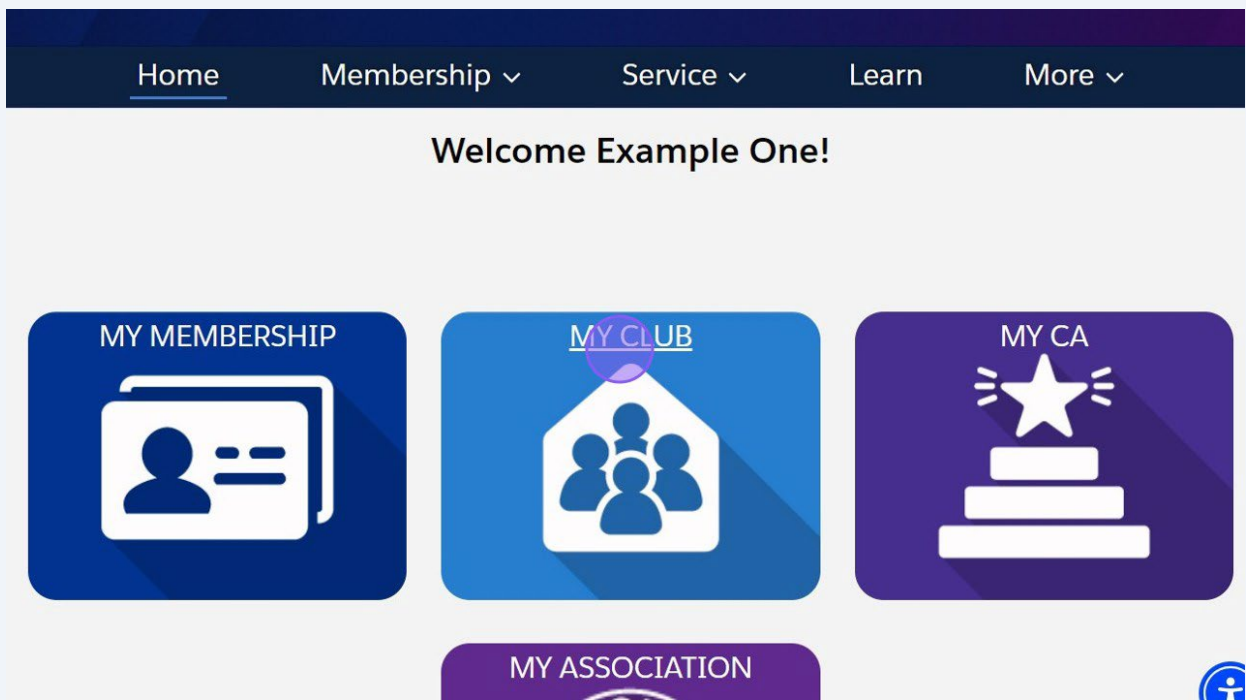 Home Membership Service Learn More
Welcome Example One!
MY MEMBERSHIP
MY CLUB
MY CA
MY ASSOCIATION